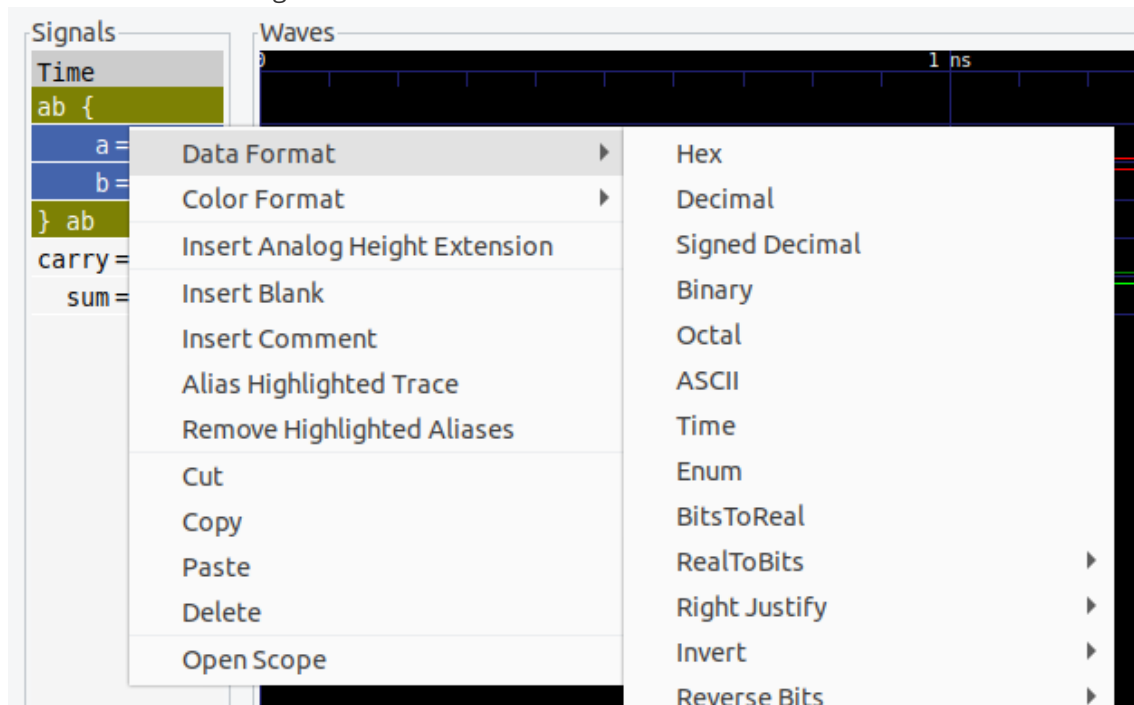 Signals
Waves
Time
0
1 ns
ab {
a=
b=
} ab
carry=
sum=
Data Format
Color Format
Insert Analog Height Extension
Insert Blank
Insert Comment
Alias Highlighted Trace
Remove Highlighted Aliases
Cut
Copy
Paste
Delete
Open Scope
Hex
Decimal
Signed Decimal
Binary
Octal
ASCII
Time
Enum
BitsToReal
RealToBits
Right Justify
Invert
Reverse Bits